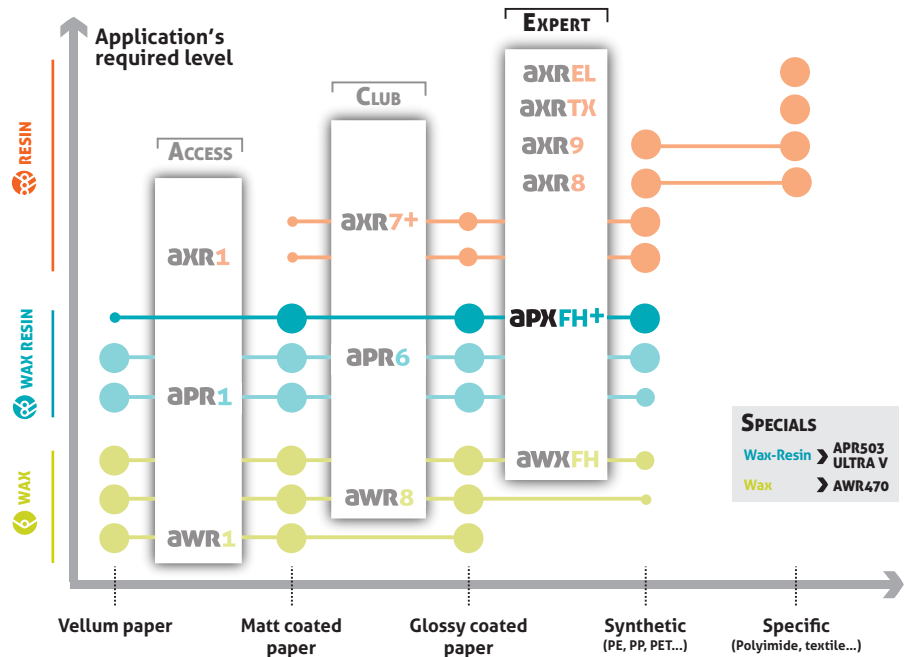 Application's
required level
EXPERT
CLUB
ACCESS
RESIN
WAX RESIN
WAX
aXREL
aXRTX
aXR9
aXR8
aXR7+
aXR1
aPXFH+
aPR6
aPR1
aWXFH
aWR8
aWR1
SPECIALS
Wax-Resin APR503
ULTRA V
Wax AWR470
Vellum paper
Matt coated
paper
Glossy coated
paper
Synthetic
(PE, PP, PET...)
Specific
(Polyimide, textile...)